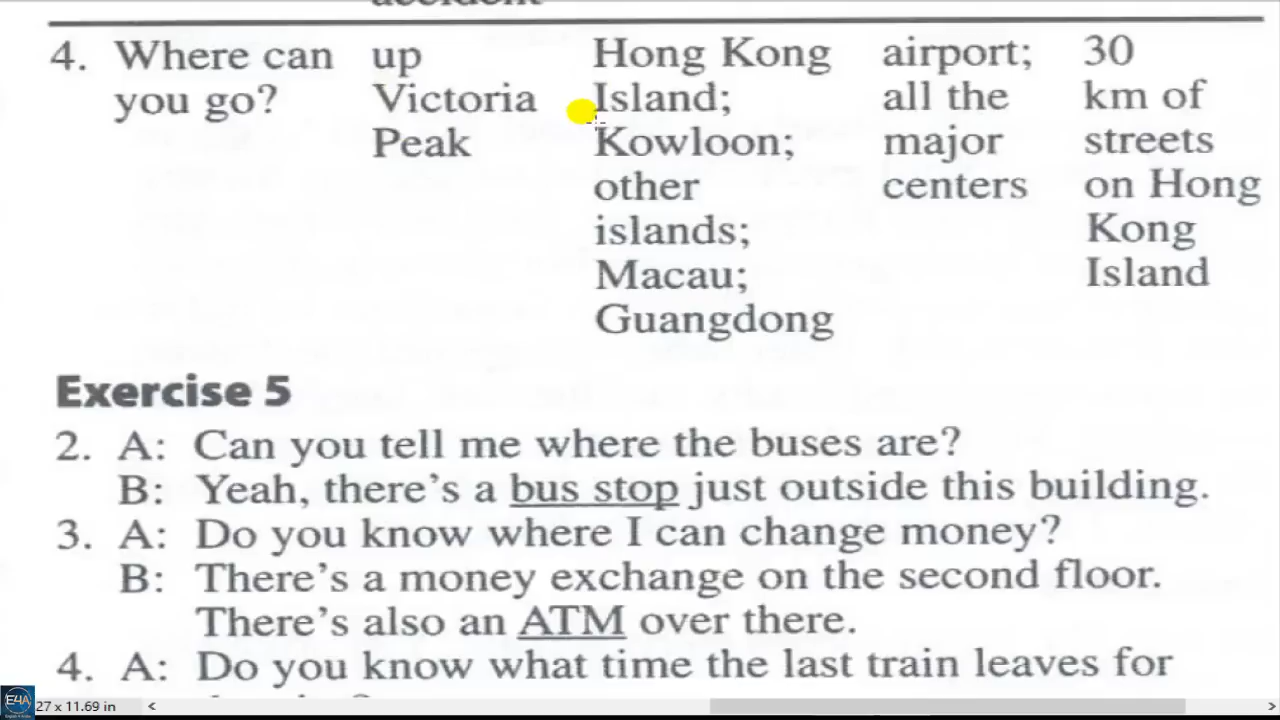 4. Where can you go?
up Victoria Peak
Hong Kong Island; Kowloon; other islands; Macau; Guangdong
airport; all the major centers
30 km of streets on Hong Kong Island
Exercise 5
2. A: Can you tell me where the buses are?
B: Yeah, there's a bus stop just outside this building.
3. A: Do you know where I can change money?
B: There's a money exchange on the second floor.
There's also an ATM over there.
4. A: Do you know what time the last train leaves for
E4A
27 x 11.69 in